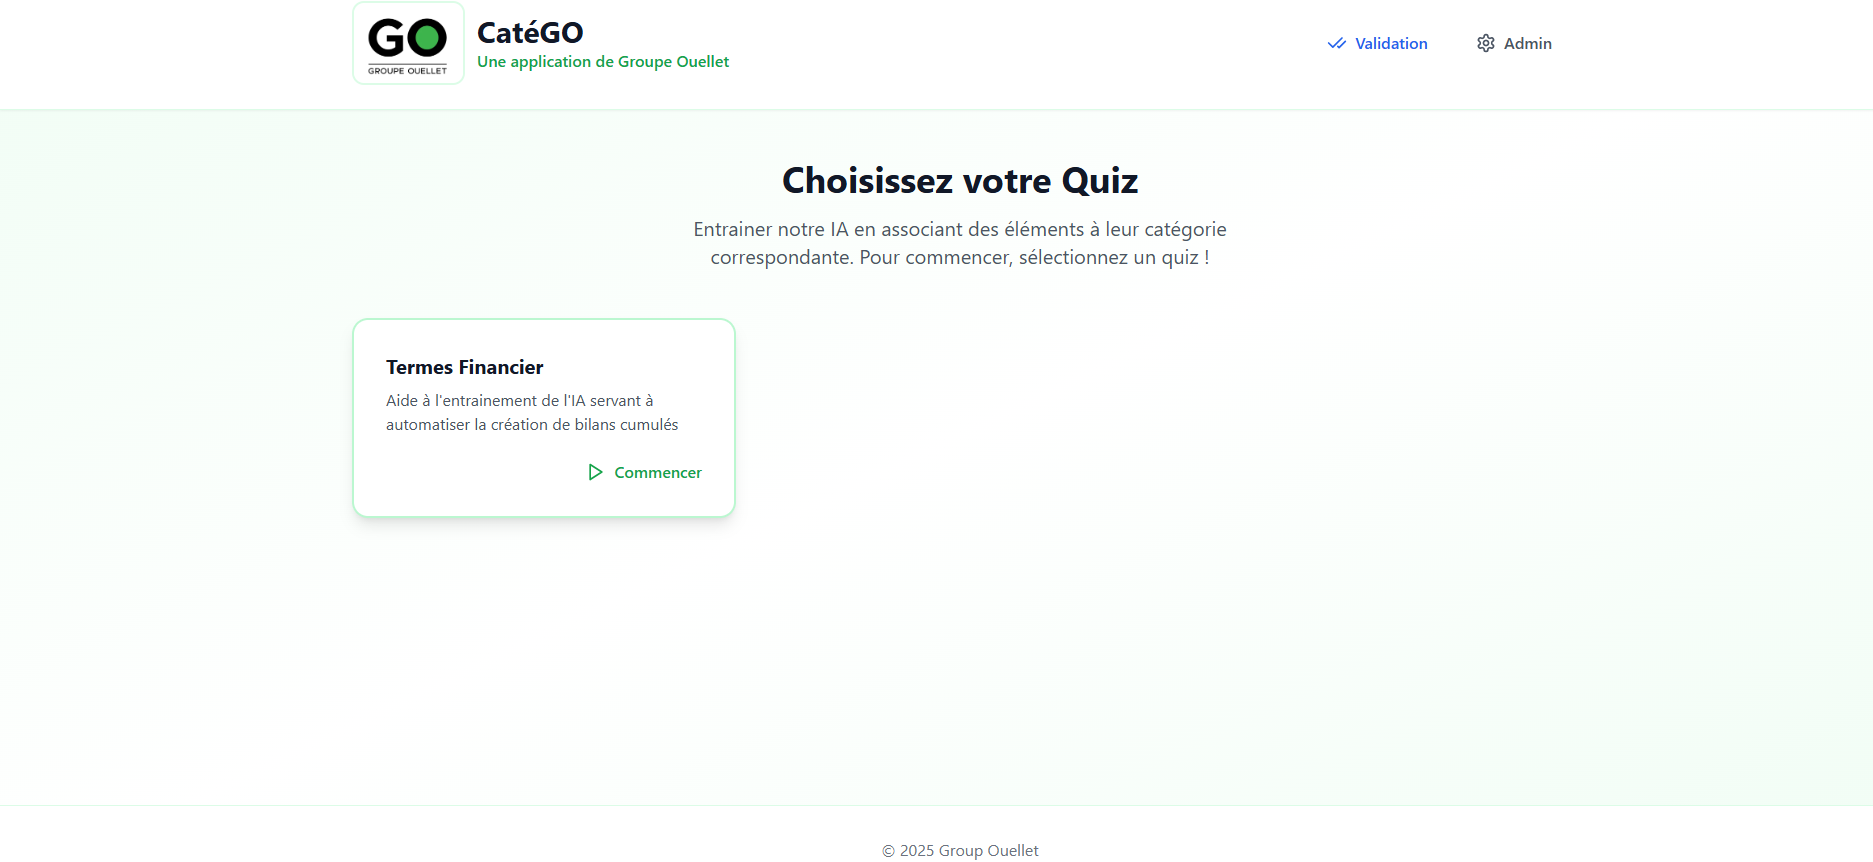 GO
GROUPE OUELLET
CatéGO
Une application de Groupe Ouellet
Validation
Admin
Choisissez votre Quiz
Entrainer notre IA en associant des éléments à leur catégorie
correspondante. Pour commencer, sélectionnez un quiz !
Termes Financier
Aide à l'entrainement de l'IA servant à
automatiser la création de bilans cumulés
Commencer
© 2025 Group Ouellet